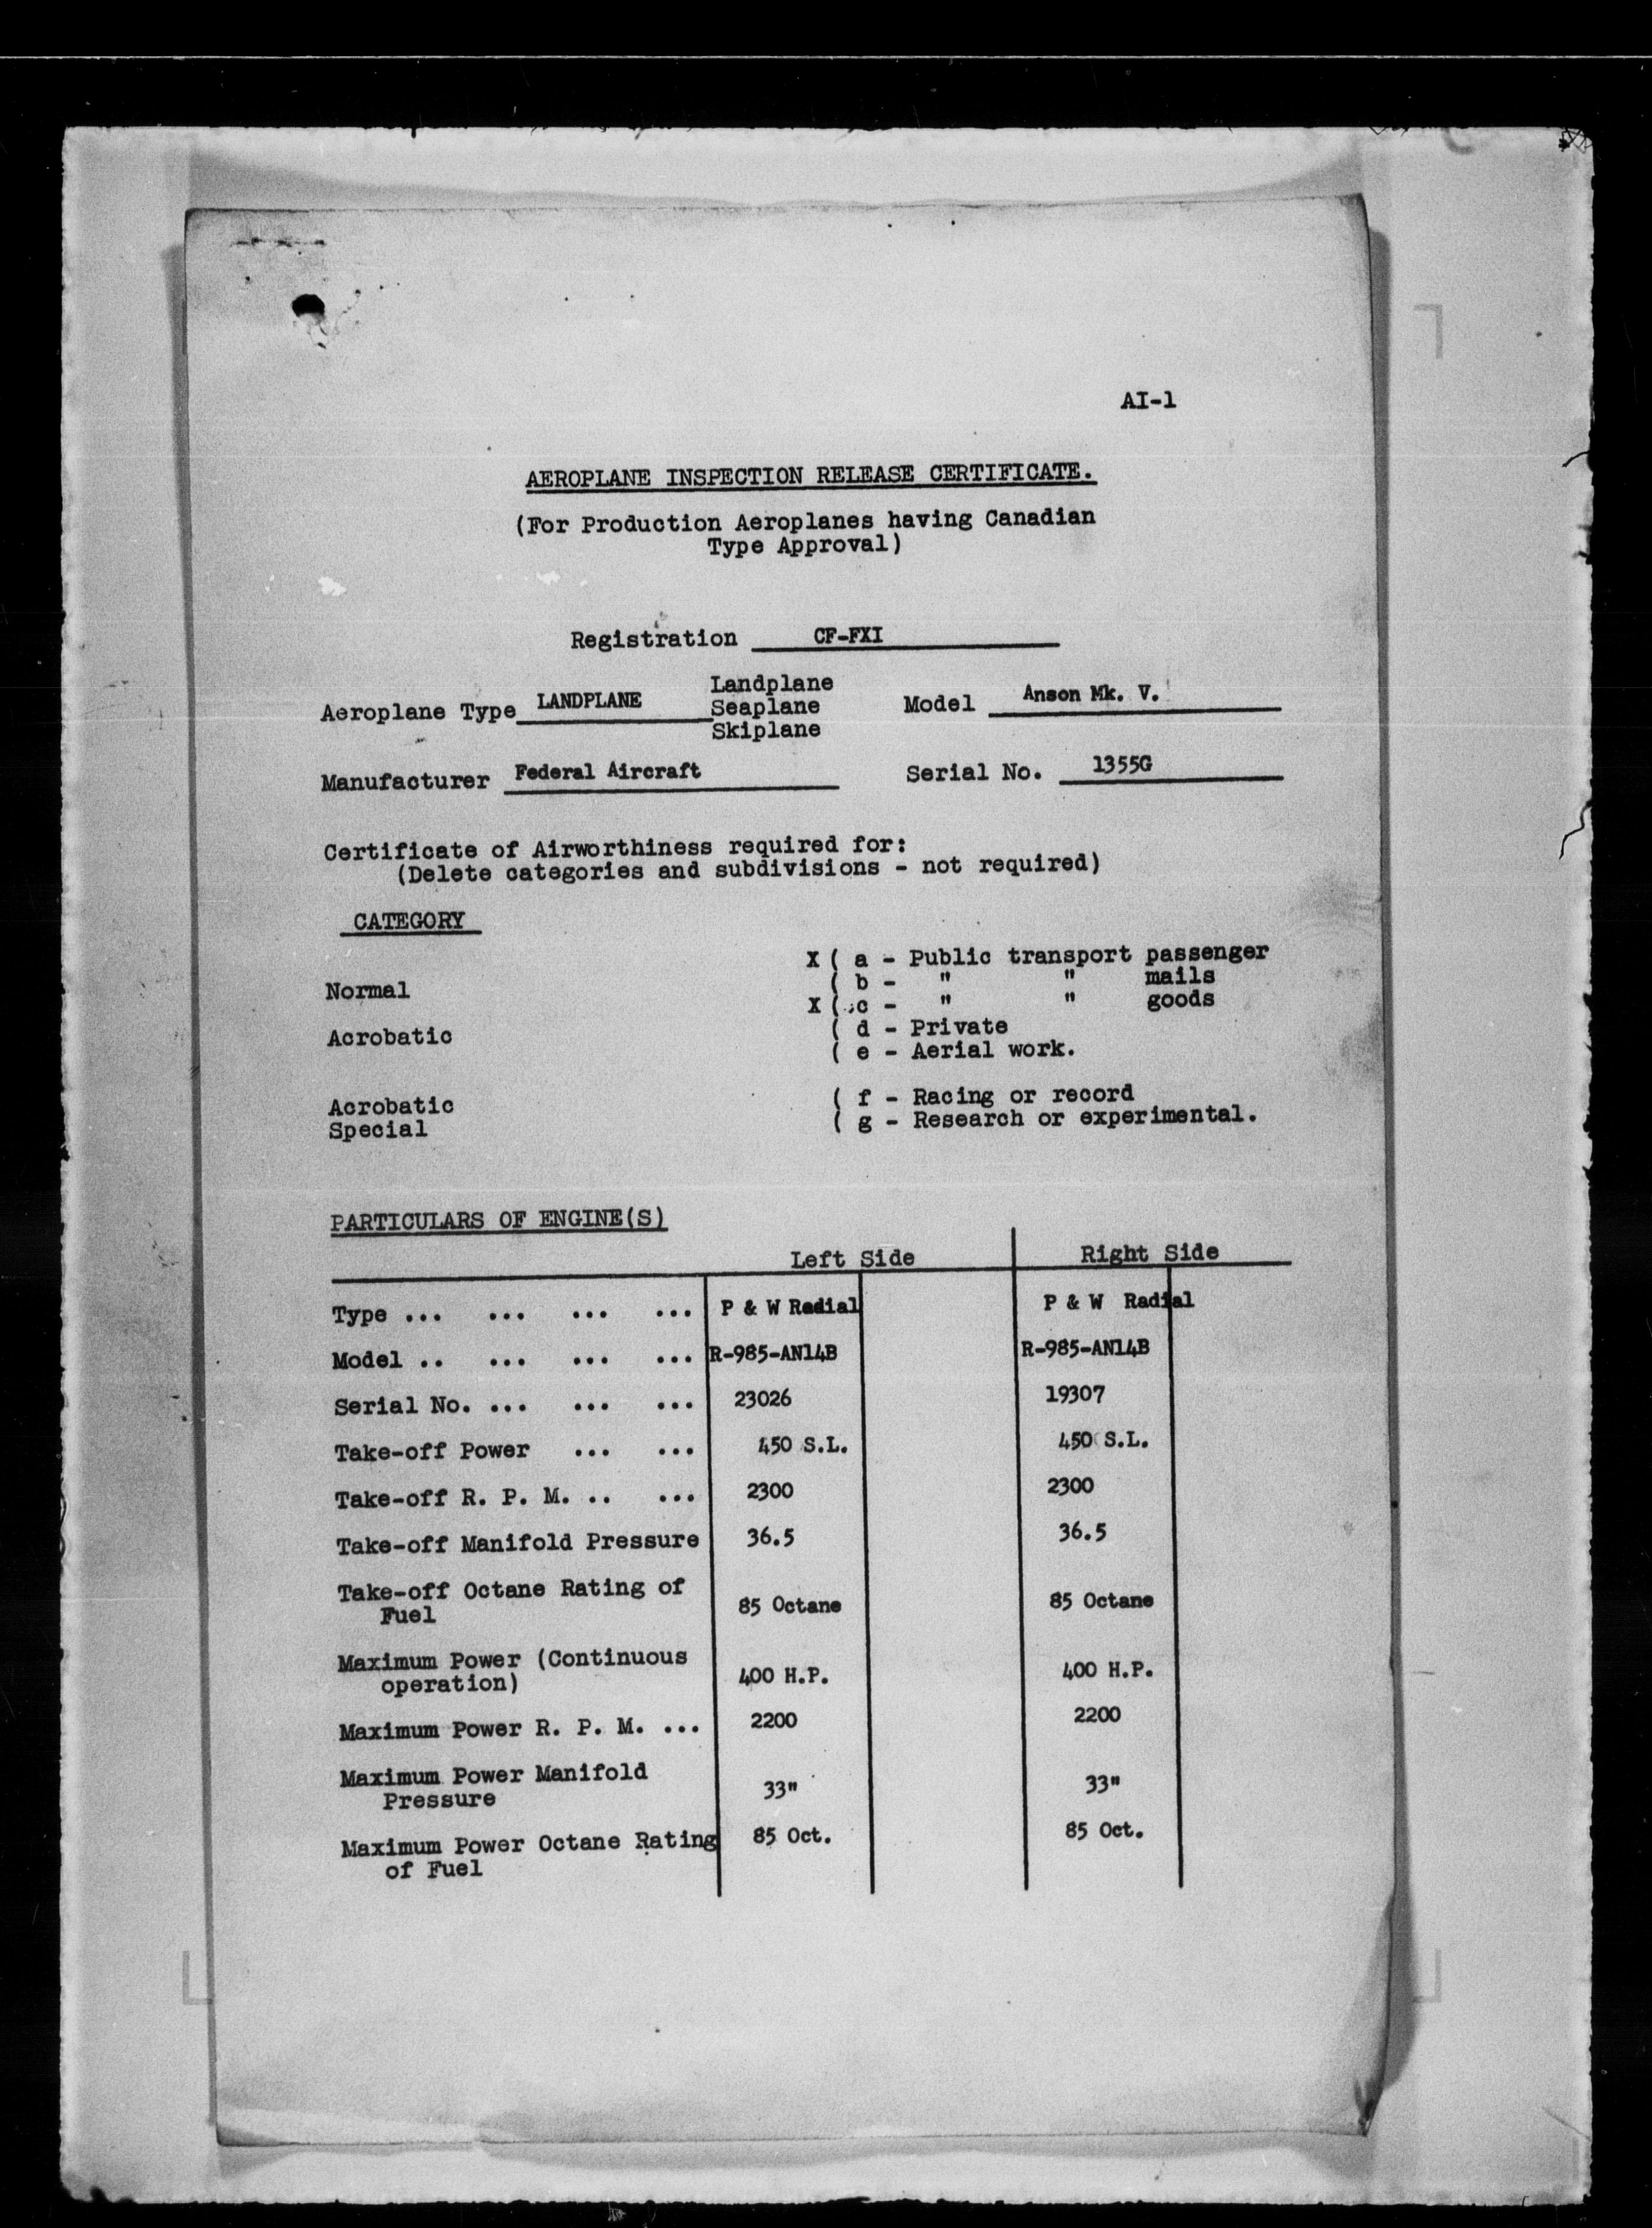 AI-1
AEROPLANE INSPECTION RELEASE CERTIFICATE.
(For Production Aeroplanes having Canadian
Type Approval)
Registration CF-FXI
Landplane
Aeroplane Type LANDPLANE Seaplane Model Anson Mk. V.
Skiplane
Manufacturer Federal Aircraft Serial No. 1355G
Certificate of Airworthiness required for:
(Delete categories and subdivisions - not required)
CATEGORY
X ( a - Public transport passenger
( b - " " mails
Normal
X ( c - " " goods
( d - Private
Acrobatic
( e - Aerial work.
( f - Racing or record
Acrobatic
( g - Research or experimental.
Special
PARTICULARS OF ENGINE(S)
Left Side Right Side
Type ... ... ... ... P & W Radial P & W Radial
Model .. ... ... ... R-985-AN14B R-985-AN14B
Serial No. ... ... ... 23026 19307
Take-off Power ... ... 450 S.L. 450 S.L.
Take-off R. P. M. .. ... 2300 2300
Take-off Manifold Pressure 36.5 36.5
Take-off Octane Rating of
Fuel 85 Octane 85 Octane
Maximum Power (Continuous
operation) 400 H.P. 400 H.P.
Maximum Power R. P. M. ... 2200 2200
Maximum Power Manifold
Pressure 33" 33"
Maximum Power Octane Rating 85 Oct. 85 Oct.
of Fuel